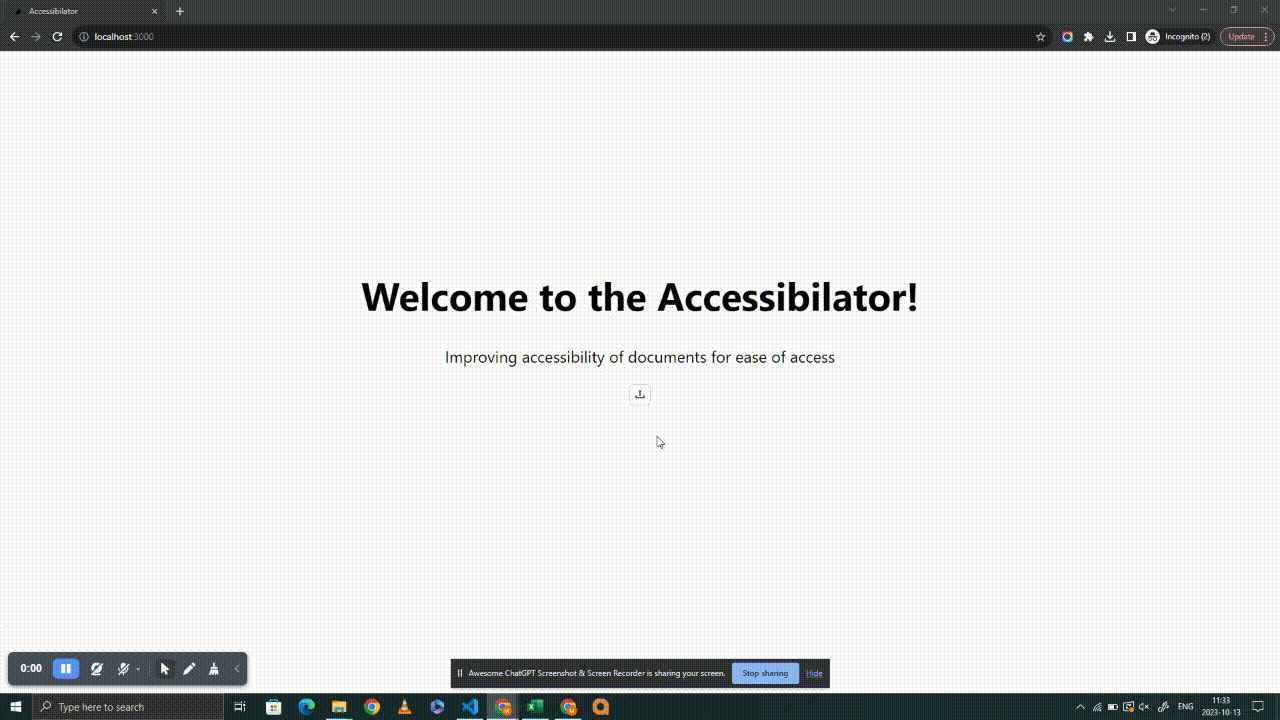 Accessibilator
localhost:3000
Incognito (2)
Update
Welcome to the Accessibilator!
Improving accessibility of documents for ease of access
0:00
Awesome ChatGPT Screenshot & Screen Recorder is sharing your screen.
Stop sharing
Hide
Type here to search
ENG
11:33
2023-10-13